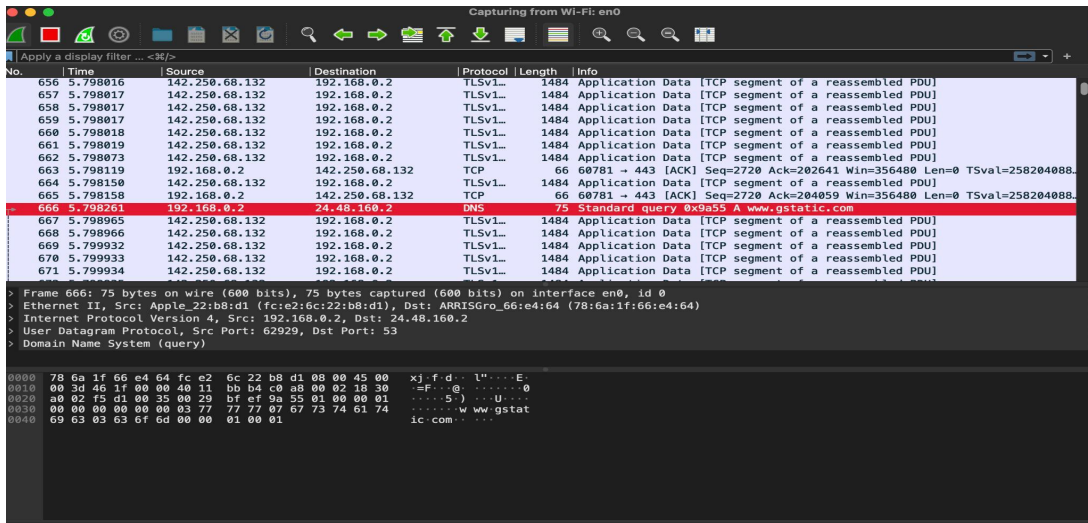 Capturing from Wi-Fi: en0
Apply a display filter ... <⌘/>
No. Time Source Destination Protocol Length Info
656 5.798016 142.250.68.132 192.168.0.2 TLSv1… 1484 Application Data [TCP segment of a reassembled PDU]
657 5.798017 142.250.68.132 192.168.0.2 TLSv1… 1484 Application Data [TCP segment of a reassembled PDU]
658 5.798017 142.250.68.132 192.168.0.2 TLSv1… 1484 Application Data [TCP segment of a reassembled PDU]
659 5.798017 142.250.68.132 192.168.0.2 TLSv1… 1484 Application Data [TCP segment of a reassembled PDU]
660 5.798018 142.250.68.132 192.168.0.2 TLSv1… 1484 Application Data [TCP segment of a reassembled PDU]
661 5.798019 142.250.68.132 192.168.0.2 TLSv1… 1484 Application Data [TCP segment of a reassembled PDU]
662 5.798073 142.250.68.132 192.168.0.2 TLSv1… 1484 Application Data [TCP segment of a reassembled PDU]
663 5.798119 192.168.0.2 142.250.68.132 TCP 66 60781 → 443 [ACK] Seq=2720 Ack=202641 Win=356480 Len=0 TSval=258204088…
664 5.798150 142.250.68.132 192.168.0.2 TLSv1… 1484 Application Data [TCP segment of a reassembled PDU]
665 5.798158 192.168.0.2 142.250.68.132 TCP 66 60781 → 443 [ACK] Seq=2720 Ack=204059 Win=356480 Len=0 TSval=258204088…
666 5.798261 192.168.0.2 24.48.160.2 DNS 75 Standard query 0x9a55 A www.gstatic.com
667 5.798965 142.250.68.132 192.168.0.2 TLSv1… 1484 Application Data [TCP segment of a reassembled PDU]
668 5.798966 142.250.68.132 192.168.0.2 TLSv1… 1484 Application Data [TCP segment of a reassembled PDU]
669 5.799932 142.250.68.132 192.168.0.2 TLSv1… 1484 Application Data [TCP segment of a reassembled PDU]
670 5.799933 142.250.68.132 192.168.0.2 TLSv1… 1484 Application Data [TCP segment of a reassembled PDU]
671 5.799934 142.250.68.132 192.168.0.2 TLSv1… 1484 Application Data [TCP segment of a reassembled PDU]
> Frame 666: 75 bytes on wire (600 bits), 75 bytes captured (600 bits) on interface en0, id 0
> Ethernet II, Src: Apple_22:b8:d1 (fc:e2:6c:22:b8:d1), Dst: ARRISGro_66:e4:64 (78:6a:1f:66:e4:64)
> Internet Protocol Version 4, Src: 192.168.0.2, Dst: 24.48.160.2
> User Datagram Protocol, Src Port: 62929, Dst Port: 53
> Domain Name System (query)
0000 78 6a 1f 66 e4 64 fc e2 6c 22 b8 d1 08 00 45 00 xj·f·d·· l"····E·
0010 00 3d 46 1f 00 00 40 11 bb b4 c0 a8 00 02 18 30 ·=F···@· ·······0
0020 a0 02 f5 d1 00 35 00 29 bf ef 9a 55 01 00 00 01 ·····5·) ···U····
0030 00 00 00 00 00 00 03 77 77 77 07 67 73 74 61 74 ·······w ww·gstat
0040 69 63 03 63 6f 6d 00 00 01 00 01 ic·com·· ···